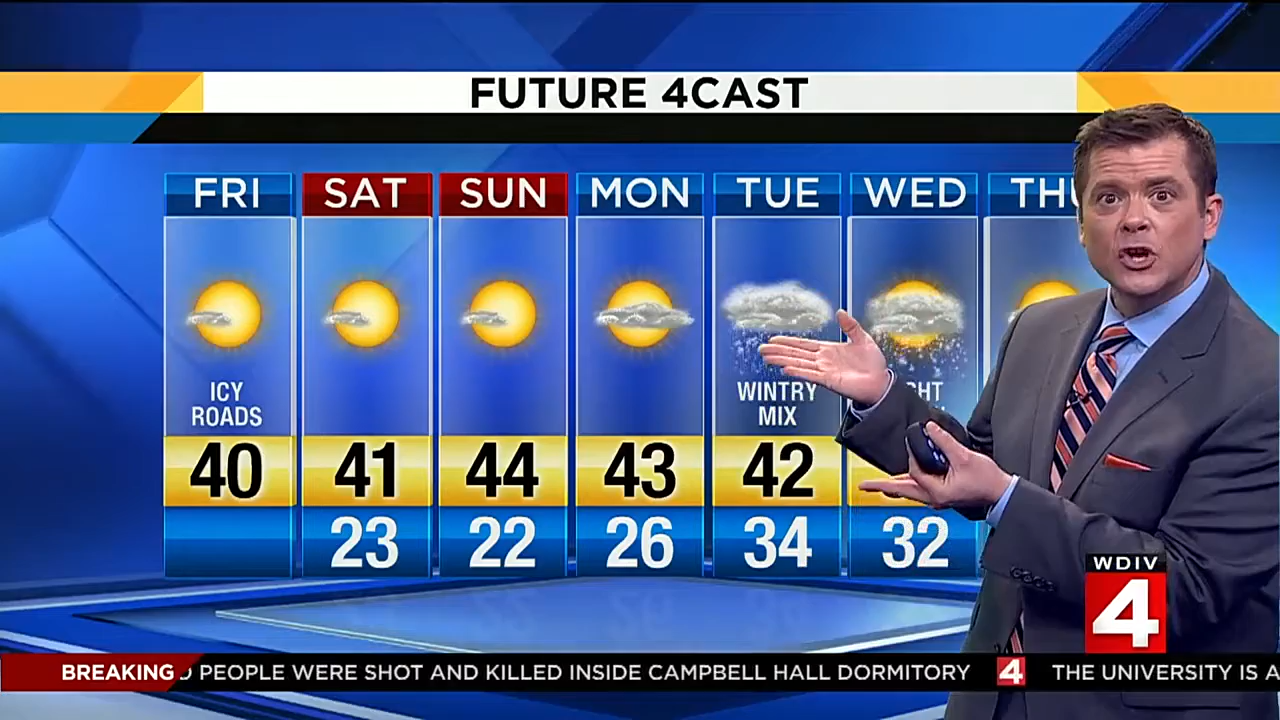 FUTURE 4CAST
FRI SAT SUN MON TUE WED THU
ICY
ROADS
WINTRY
MIX
40 41 44 43 42
23 22 26 34 32
WDIV
4
BREAKING PEOPLE WERE SHOT AND KILLED INSIDE CAMPBELL HALL DORMITORY 4 THE UNIVERSITY IS A